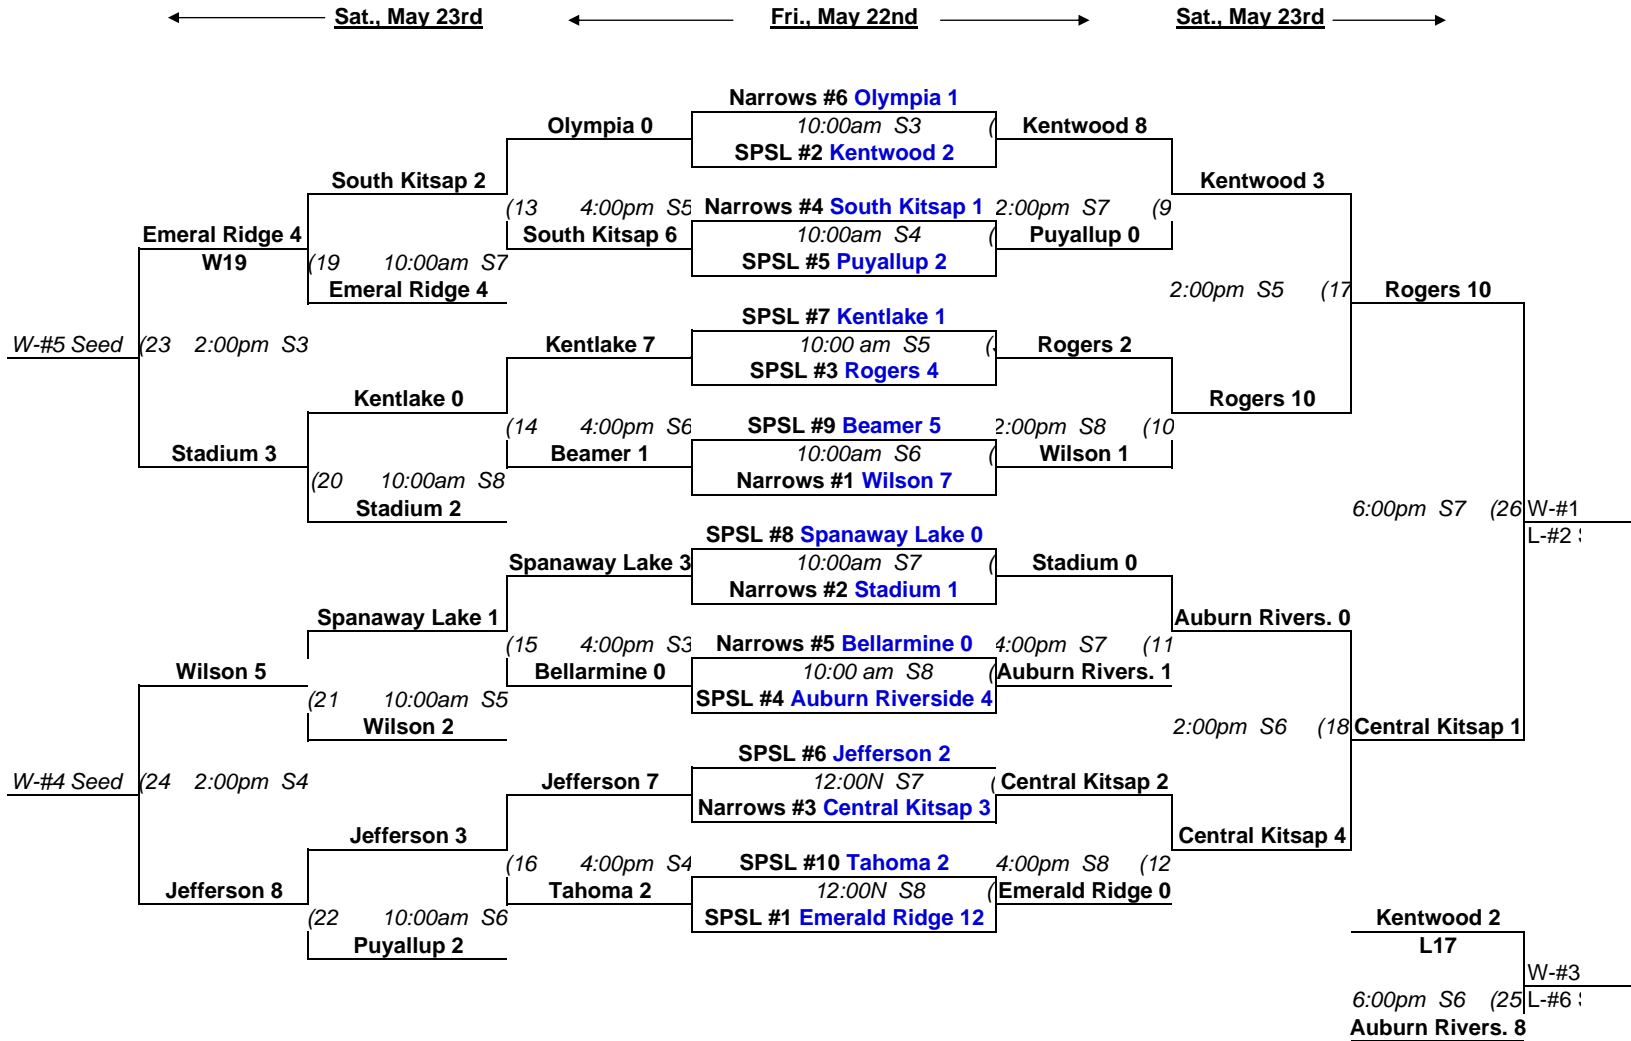 Sat., May 23rd Fri., May 22nd Sat., May 23rd
Narrows #6 Olympia 1
Olympia 0 10:00am S3 ( Kentwood 8
SPSL #2 Kentwood 2
South Kitsap 2 Kentwood 3
(13 4:00pm S5 Narrows #4 South Kitsap 1 2:00pm S7 (9
Emeral Ridge 4 South Kitsap 6 10:00am S4 ( Puyallup 0
W19 (19 10:00am S7 SPSL #5 Puyallup 2
Emeral Ridge 4 2:00pm S5 (17 Rogers 10
SPSL #7 Kentlake 1
W-#5 Seed (23 2:00pm S3 Kentlake 7 10:00 am S5 ( Rogers 2
SPSL #3 Rogers 4
Kentlake 0 Rogers 10
(14 4:00pm S6 SPSL #9 Beamer 5 2:00pm S8 (10
Stadium 3 Beamer 1 10:00am S6 ( Wilson 1
(20 10:00am S8 Narrows #1 Wilson 7
Stadium 2 6:00pm S7 (26 W-#1
SPSL #8 Spanaway Lake 0 L-#2
Spanaway Lake 3 10:00am S7 ( Stadium 0
Narrows #2 Stadium 1
Spanaway Lake 1 Auburn Rivers. 0
(15 4:00pm S3 Narrows #5 Bellarmine 0 4:00pm S7 (11
Wilson 5 Bellarmine 0 10:00 am S8 ( Auburn Rivers. 1
(21 10:00am S5 SPSL #4 Auburn Riverside 4
Wilson 2 2:00pm S6 (18 Central Kitsap 1
SPSL #6 Jefferson 2
W-#4 Seed (24 2:00pm S4 Jefferson 7 12:00N S7 ( Central Kitsap 2
Narrows #3 Central Kitsap 3
Jefferson 3 Central Kitsap 4
(16 4:00pm S4 SPSL #10 Tahoma 2 4:00pm S8 (12
Jefferson 8 Tahoma 2 12:00N S8 ( Emerald Ridge 0
(22 10:00am S6 SPSL #1 Emerald Ridge 12 Kentwood 2
Puyallup 2 L17
W-#3
6:00pm S6 (25 L-#6
Auburn Rivers. 8